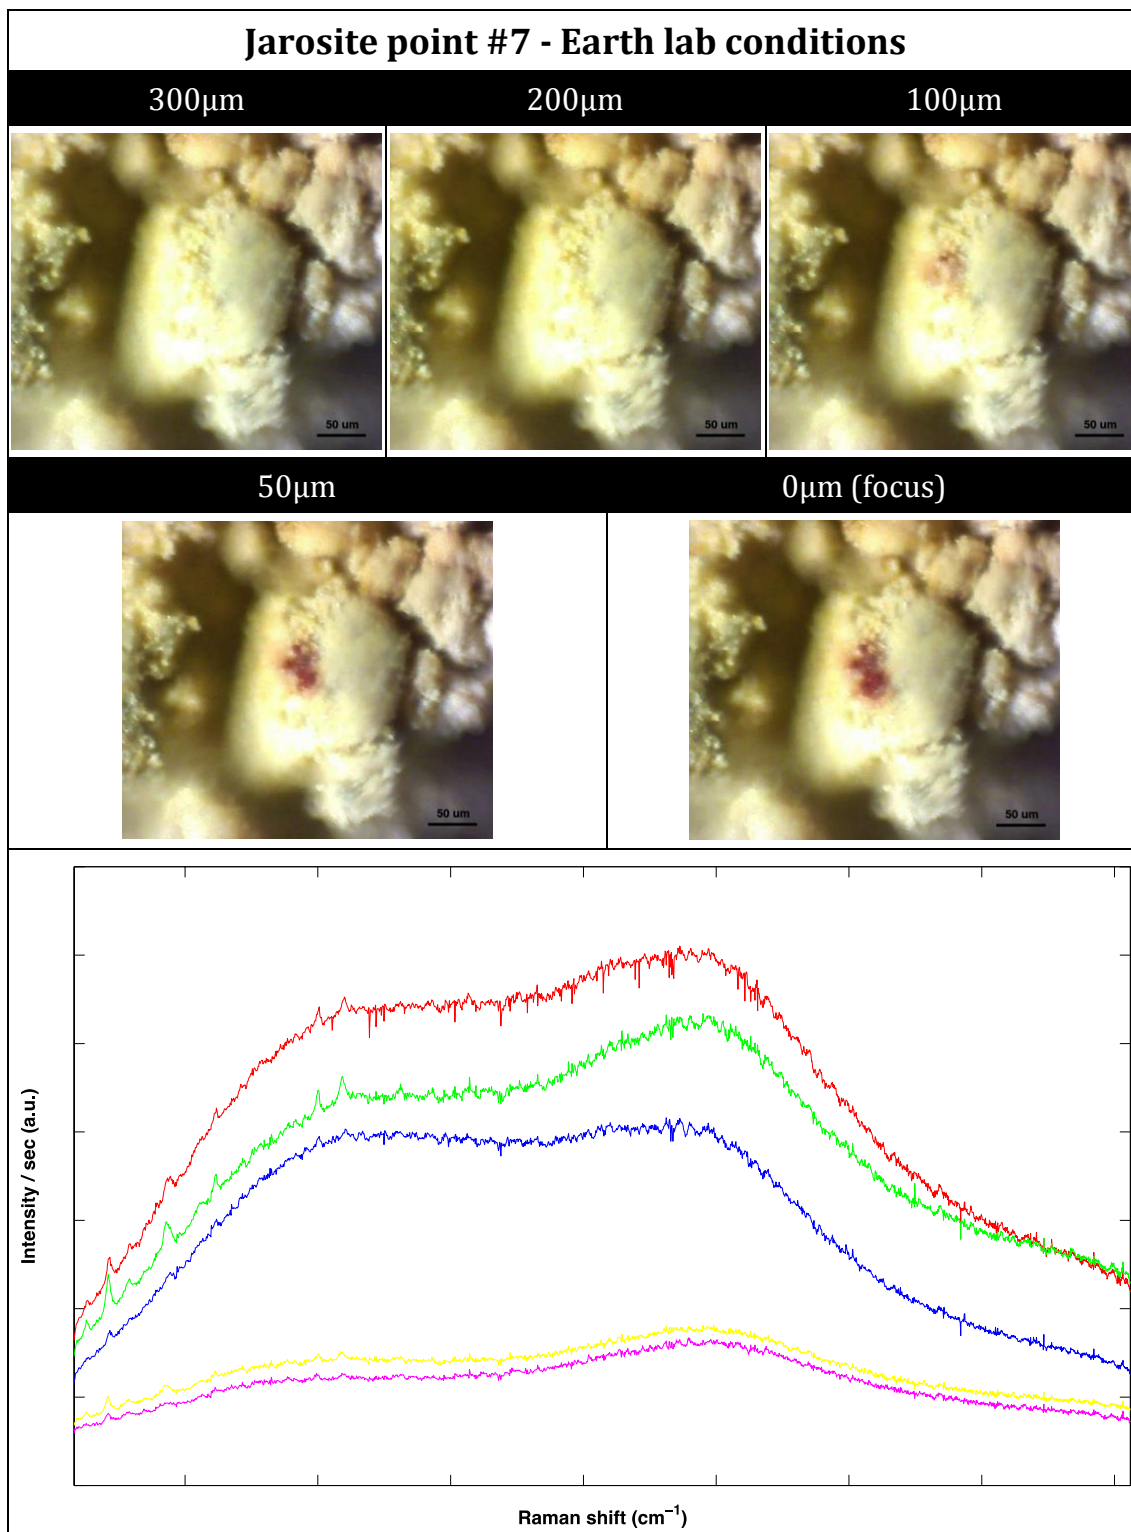 Jarosite point #7 - Earth lab conditions
300µm
200µm
100µm
50 um
50 um
50 um
50µm
0µm (focus)
50 um
50 um
Intensity / sec (a.u.)
Raman shift (cm⁻¹)